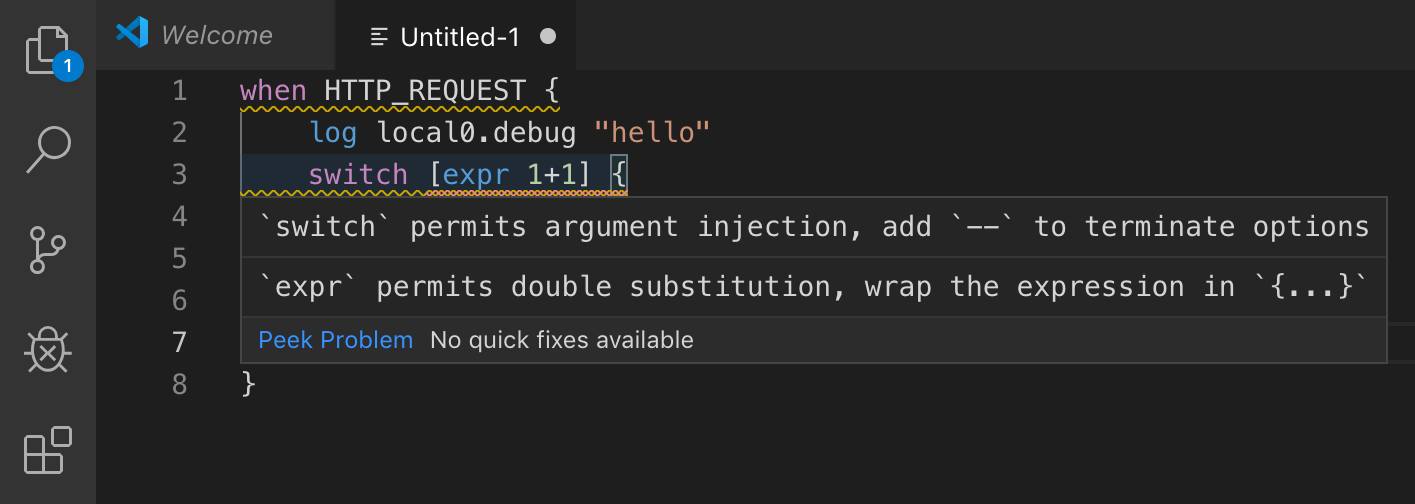 Welcome
Untitled-1
1
1 when HTTP_REQUEST {
2 log local0.debug "hello"
3 switch [expr 1+1] {
4
`switch` permits argument injection, add `--` to terminate options
5
6
`expr` permits double substitution, wrap the expression in `{...}`
7
Peek Problem No quick fixes available
8 }